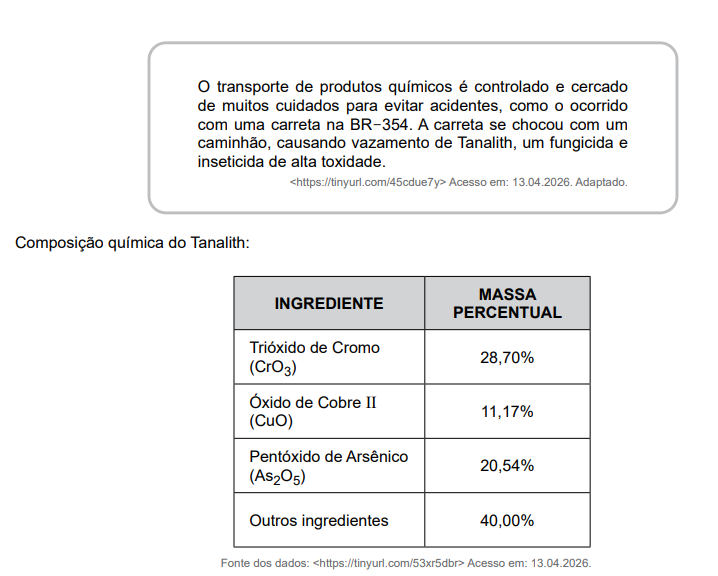 O transporte de produtos químicos é controlado e cercado
de muitos cuidados para evitar acidentes, como o ocorrido
com uma carreta na BR−354. A carreta se chocou com um
caminhão, causando vazamento de Tanalith, um fungicida e
inseticida de alta toxidade.
<https://tinyurl.com/45cdue7y> Acesso em: 13.04.2026. Adaptado.
Composição química do Tanalith:
INGREDIENTE
MASSA
PERCENTUAL
Trióxido de Cromo
(CrO3)
28,70%
Óxido de Cobre II
(CuO)
11,17%
Pentóxido de Arsênico
(As2O5)
20,54%
Outros ingredientes
40,00%
Fonte dos dados: <https://tinyurl.com/53xr5dbr> Acesso em: 13.04.2026.